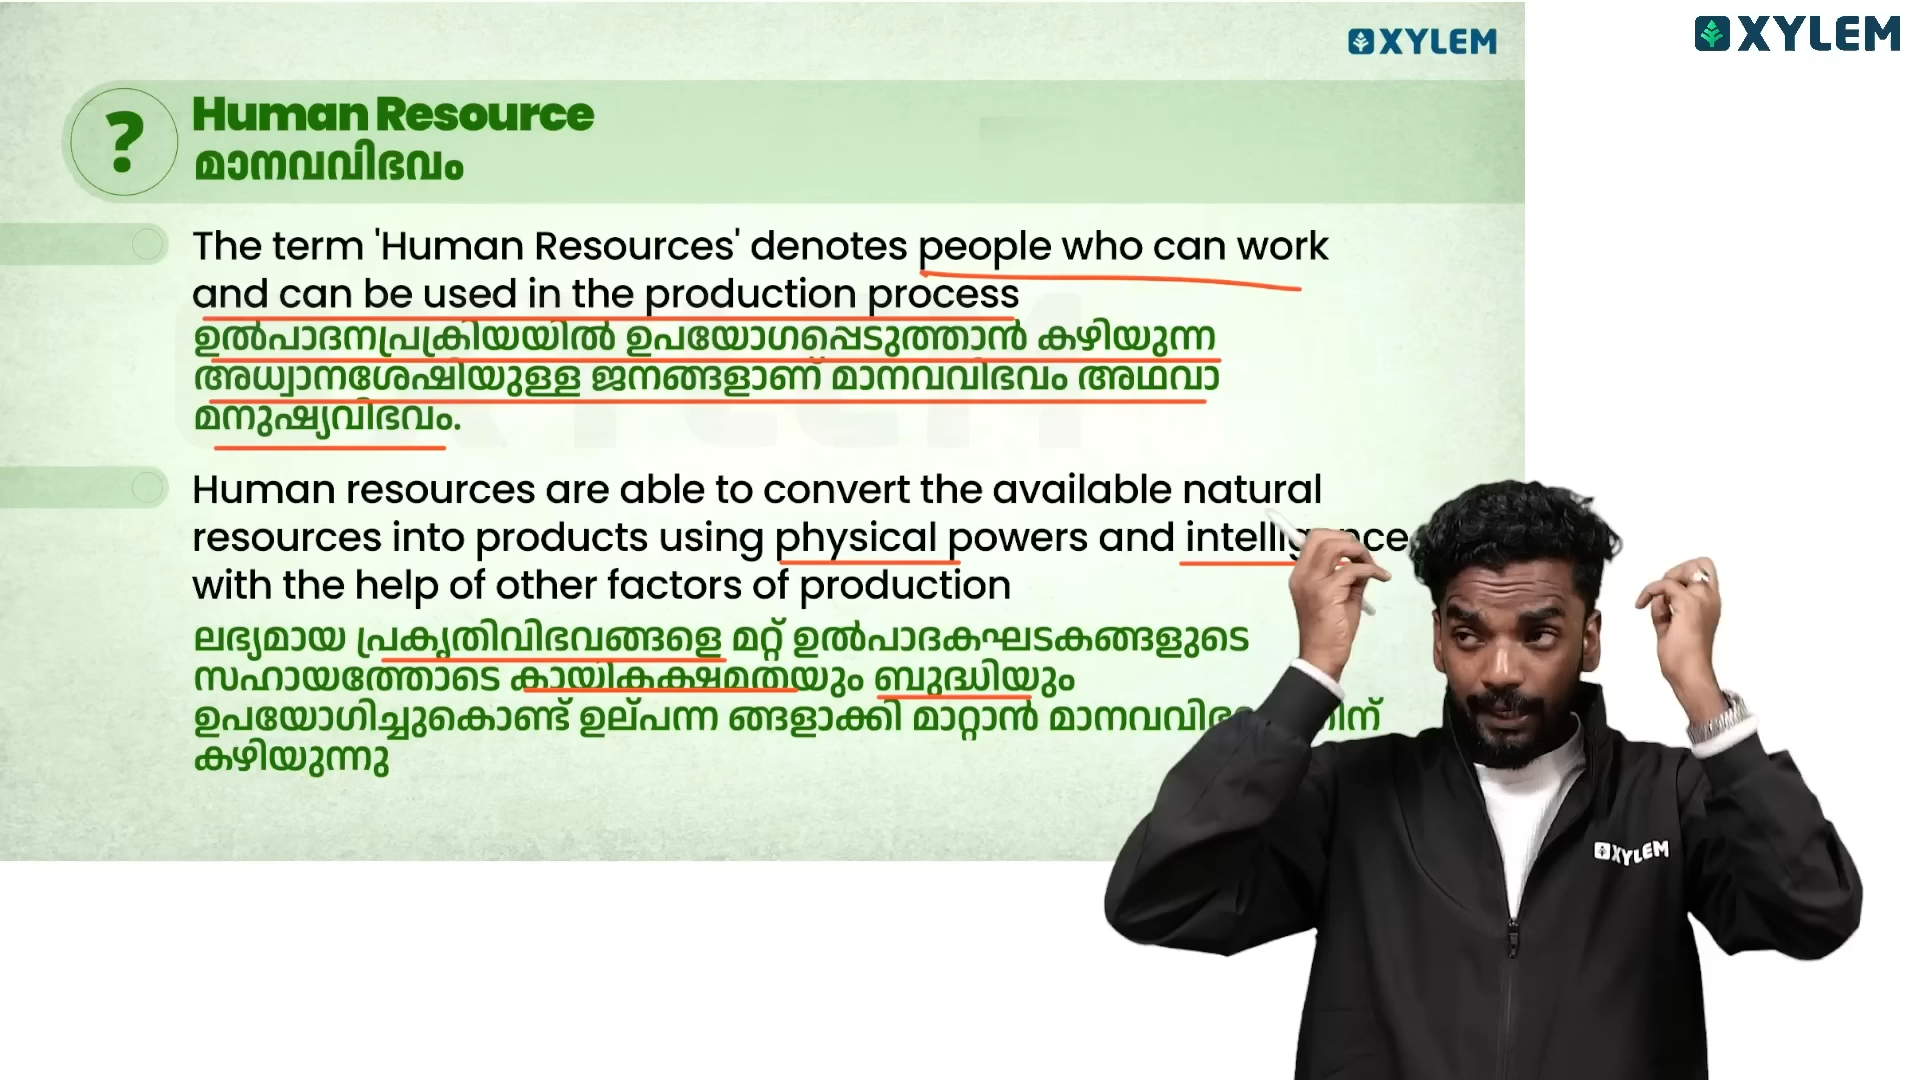 XYLEM
XYLEM
?
Human Resource
മാനവവിഭവം
The term 'Human Resources' denotes people who can work
and can be used in the production process
ഉൽപാദനപ്രക്രിയയിൽ ഉപയോഗപ്പെടുത്താൻ കഴിയുന്ന
അധ്വാനശേഷിയുള്ള ജനങ്ങളാണ് മാനവവിഭവം അഥവാ
മനുഷ്യവിഭവം.
Human resources are able to convert the available natural
resources into products using physical powers and
with the help of other factors of production
ലഭ്യമായ പ്രകൃതിവിഭവങ്ങളെ മറ്റ് ഉൽപാദകഘടകങ്ങളുടെ
സഹായത്തോടെ കായികക്ഷമതയും ബുദ്ധിയും
ഉപയോഗിച്ചുകൊണ്ട് ഉല്പന്ന ങ്ങളാക്കി മാറ്റാൻ
കഴിയുന്നു
XYLEM